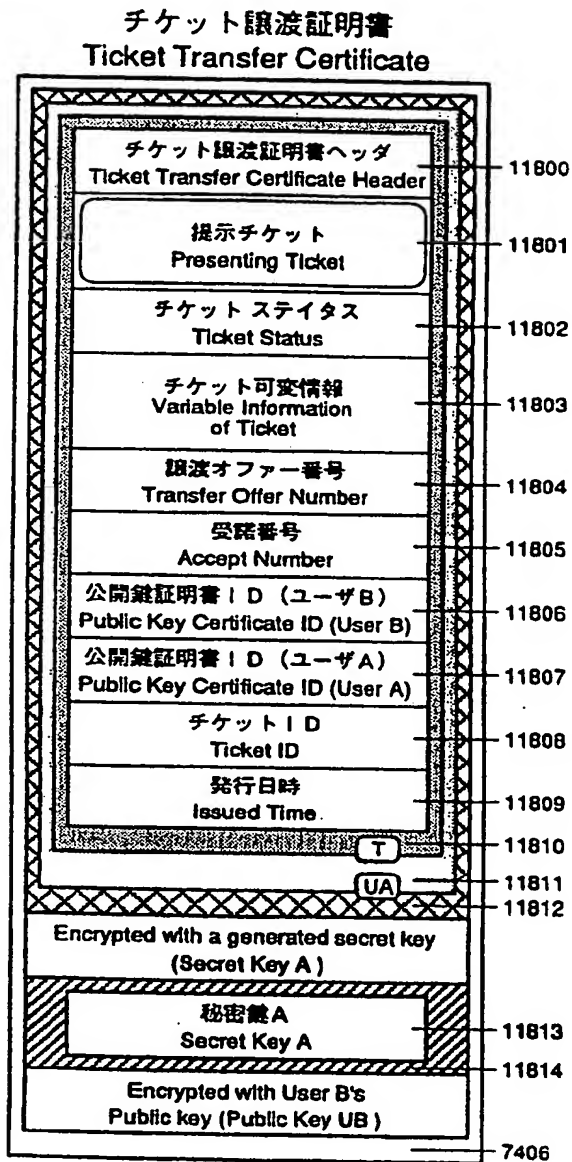 チケット譲渡証明書
Ticket Transfer Certificate
チケット譲渡証明書ヘッダ
Ticket Transfer Certificate Header
11800
提示チケット
Presenting Ticket
11801
チケット ステイタス
Ticket Status
11802
チケット可変情報
Variable Information
of Ticket
11803
譲渡オファー番号
Transfer Offer Number
11804
受諾番号
Accept Number
11805
公開鍵証明書ID (ユーザB)
Public Key Certificate ID (User B)
11806
公開鍵証明書ID (ユーザA)
Public Key Certificate ID (User A)
11807
チケットID
Ticket ID
11808
発行日時
Issued Time
11809
T
11810
UA
11811
11812
Encrypted with a generated secret key
(Secret Key A )
秘密鍵A
Secret Key A
11813
11814
Encrypted with User B's
Public key (Public Key UB )
7406